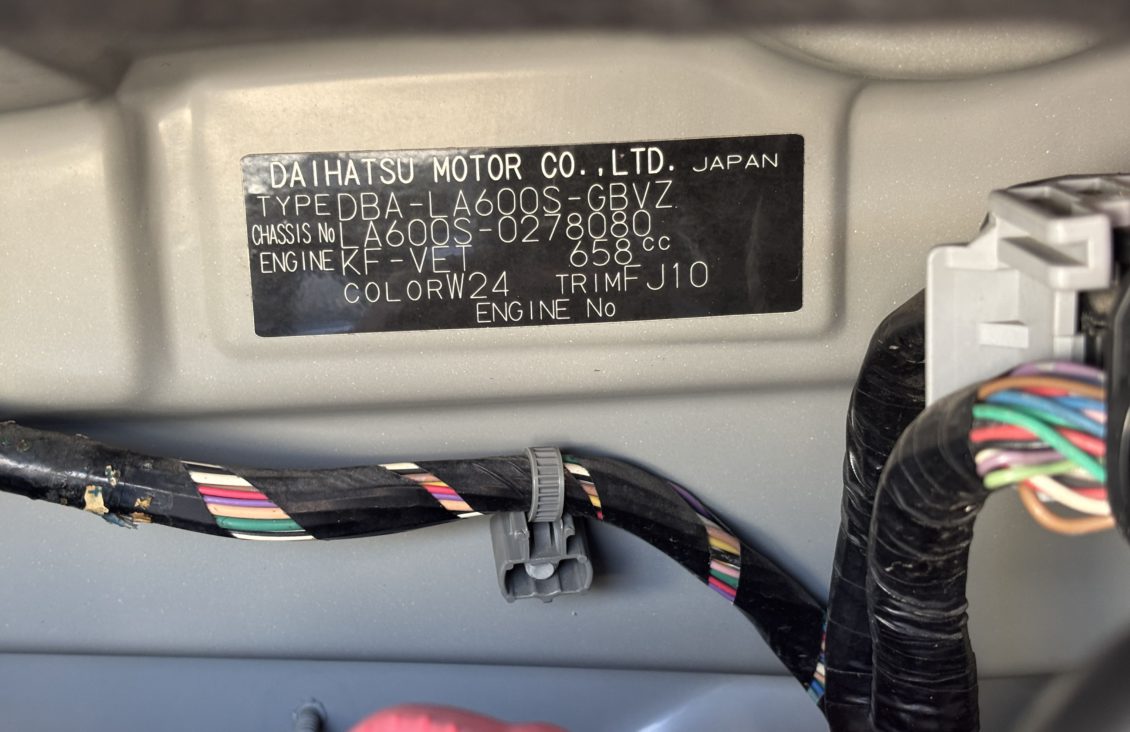 DAIHATSU MOTOR CO.,LTD. JAPAN
TYPE DBA-LA600S-GBVZ
CHASSIS No LA600S-0278080
ENGINE KF-VET 658cc
COLOR W24 TRIM FJ10
ENGINE No